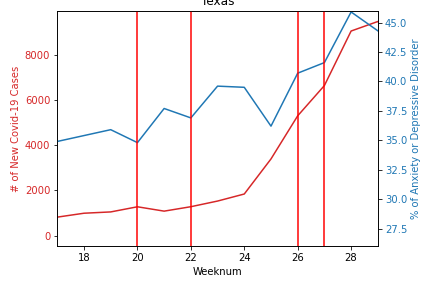 Texas
8000
6000
4000
2000
0
# of New Covid-19 Cases
45.0
42.5
40.0
37.5
35.0
32.5
30.0
27.5
% of Anxiety or Depressive Disorder
18 20 22 24 26 28
Weeknum